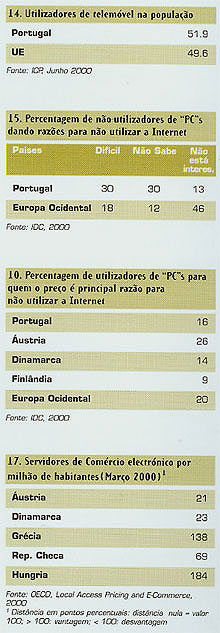 14. Utilizadores de telemóvel na população
Portugal 51.9
UE 49.6
Fonte: ICP, Junho 2000
15. Percentagem de não utilizadores de "PC"s
dando razões para não utilizar a Internet
Países Difícil Não Sabe Não
está
interes.
Portugal 30 30 13
Europa Ocidental 18 12 46
Fonte: IDC, 2000
10. Percentagem de utilizadores de "PC"s para
quem o preço é principal razão para
não utilizar a Internet
Portugal 16
Áustria 26
Dinamarca 14
Finlândia 9
Europa Ocidental 20
Fonte: IDC, 2000
17. Servidores de Comércio electrónico por
milhão de habitantes (Março 2000)¹
Áustria 21
Dinamarca 23
Grécia 138
Rep. Checa 69
Hungria 184
Fonte: OECD, Local Access Pricing and E-Commerce,
2000
¹ Distância em pontos percentuais: distância nula = valor
100; > 100: vantagem; < 100: desvantagem